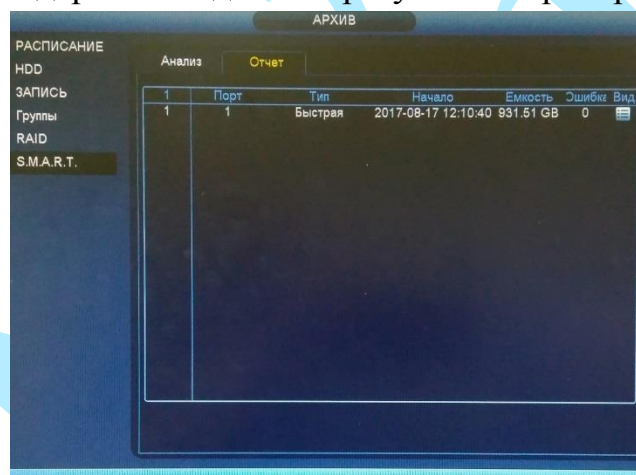 АРХИВ
РАСПИСАНИЕ
HDD
ЗАПИСЬ
Группы
RAID
S.M.A.R.T.
Анализ Отчет
1 Порт Тип Начало Емкость Ошибка Вид
1 1 Быстрая 2017-08-17 12:10:40 931.51 GB 0